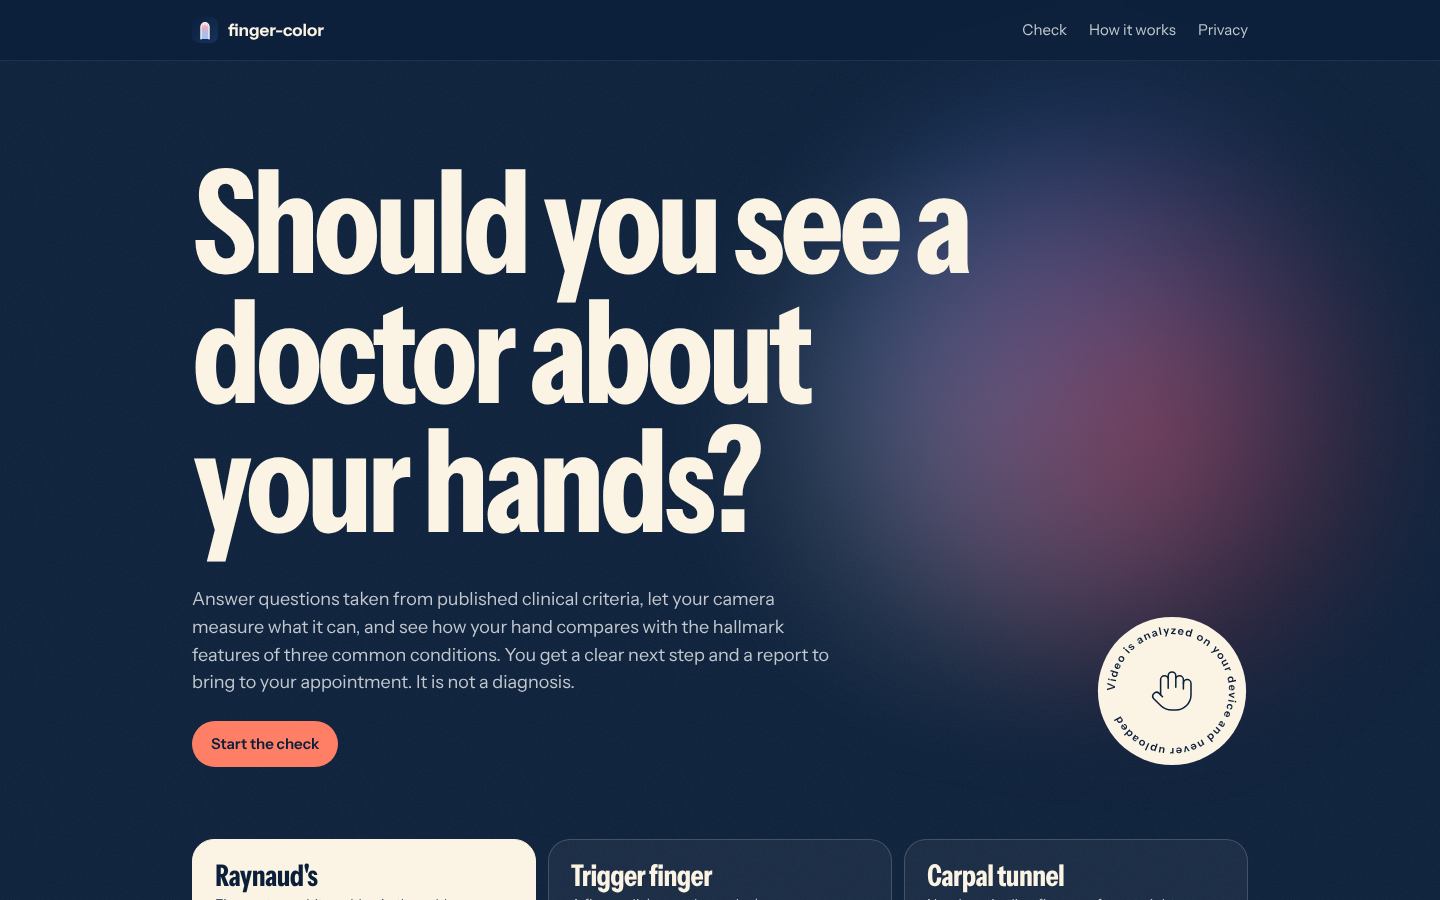 finger-color
Check
How it works
Privacy
Should you see a
doctor about
your hands?
Answer questions taken from published clinical criteria, let your camera
measure what it can, and see how your hand compares with the hallmark
features of three common conditions. You get a clear next step and a report to
bring to your appointment. It is not a diagnosis.
Start the check
Video is analyzed on your device and never uploaded
Raynaud's
Trigger finger
Carpal tunnel